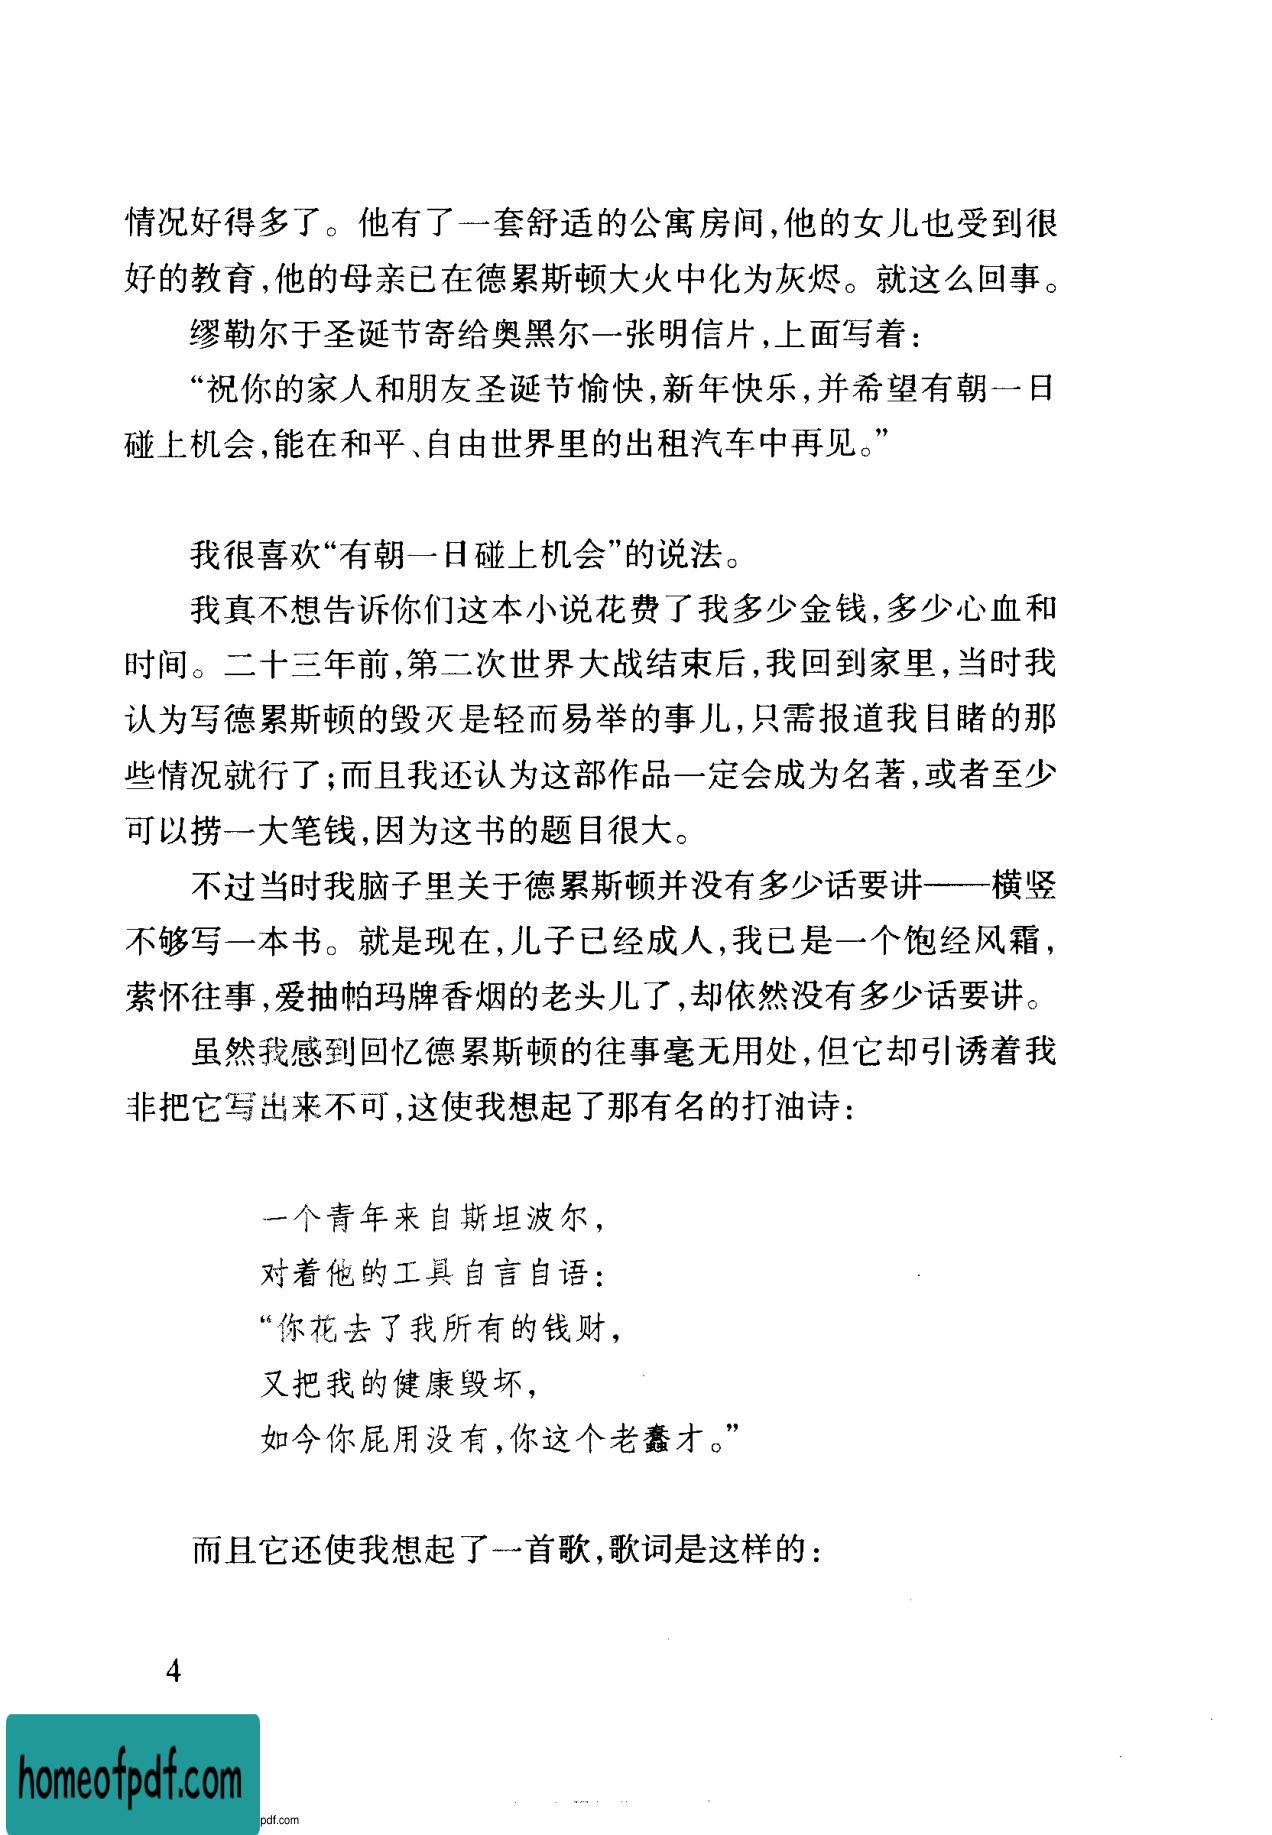 情况好得多了。他有了一套舒适的公寓房间,他的女儿也受到很
好的教育,他的母亲已在德累斯顿大火中化为灰烬。就这么回事。
缪勒尔于圣诞节寄给奥黑尔一张明信片,上面写着:
“祝你的家人和朋友圣诞节愉快,新年快乐,并希望有朝一日
碰上机会,能在和平、自由世界里的出租汽车中再见。”
我很喜欢“有朝一日碰上机会”的说法。
我真不想告诉你们这本小说花费了我多少金钱,多少心血和
时间。二十三年前,第二次世界大战结束后,我回到家里,当时我
认为写德累斯顿的毁灭是轻而易举的事儿,只需报道我目睹的那
些情况就行了;而且我还认为这部作品一定会成为名著,或者至少
可以捞一大笔钱,因为这书的题目很大。
不过当时我脑子里关于德累斯顿并没有多少话要讲——横竖
不够写一本书。就是现在,儿子已经成人,我已是一个饱经风霜,
萦怀往事,爱抽帕玛牌香烟的老头儿了,却依然没有多少话要讲。
虽然我感到回忆德累斯顿的往事毫无用处,但它却引诱着我
非把它写出来不可,这使我想起了那有名的打油诗:
一个青年来自斯坦波尔,
对着他的工具自言自语:
“你花去了我所有的钱财,
又把我的健康毁坏,
如今你屁用没有,你这个老蠢才。”
而且它还使我想起了一首歌,歌词是这样的:
4
homeofpdf.com
pdf.com